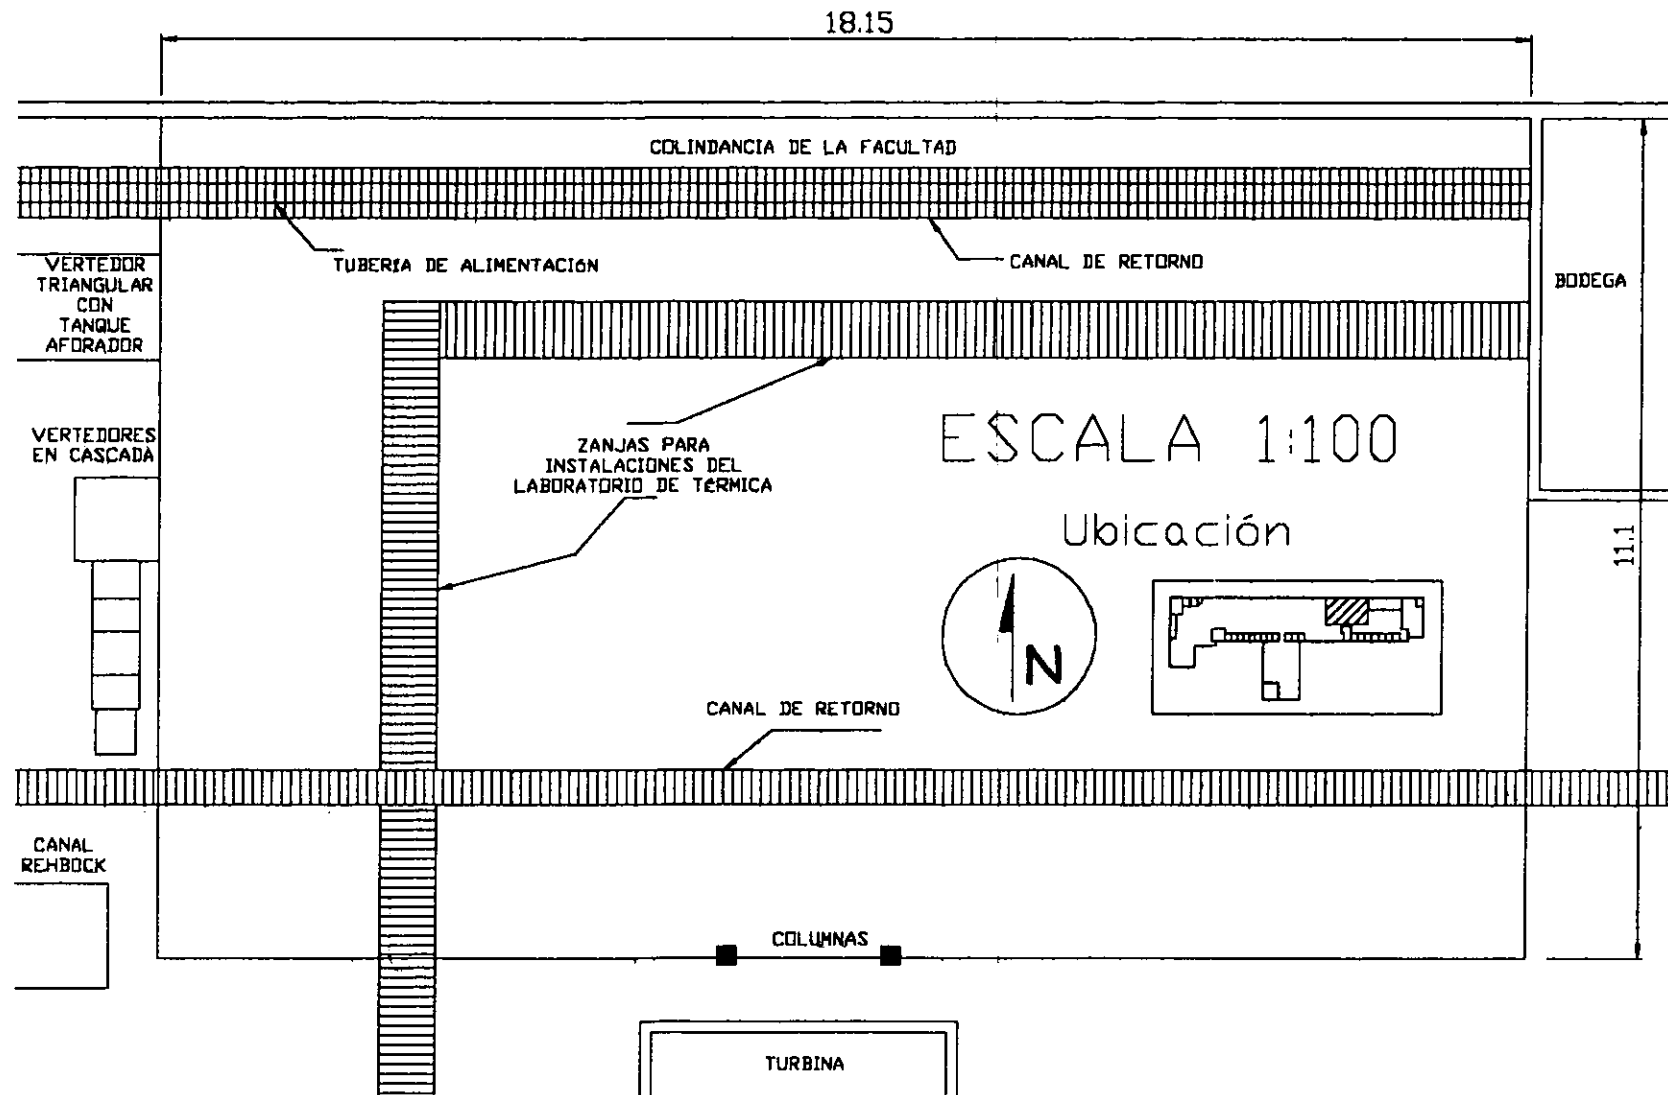 18.15
COLINDANCIA DE LA FACULTAD
TUBERIA DE ALIMENTACIóN
CANAL DE RETORNO
VERTEDOR
TRIANGULAR
CON
TANQUE
AFORADOR
BODEGA
VERTEDORES
EN CASCADA
ZANJAS PARA
INSTALACIONES DEL
LABORATORIO DE TéRMICA
ESCALA 1:100
Ubicación
11.1
N
CANAL DE RETORNO
CANAL
REHBOCK
COLUMNAS
TURBINA